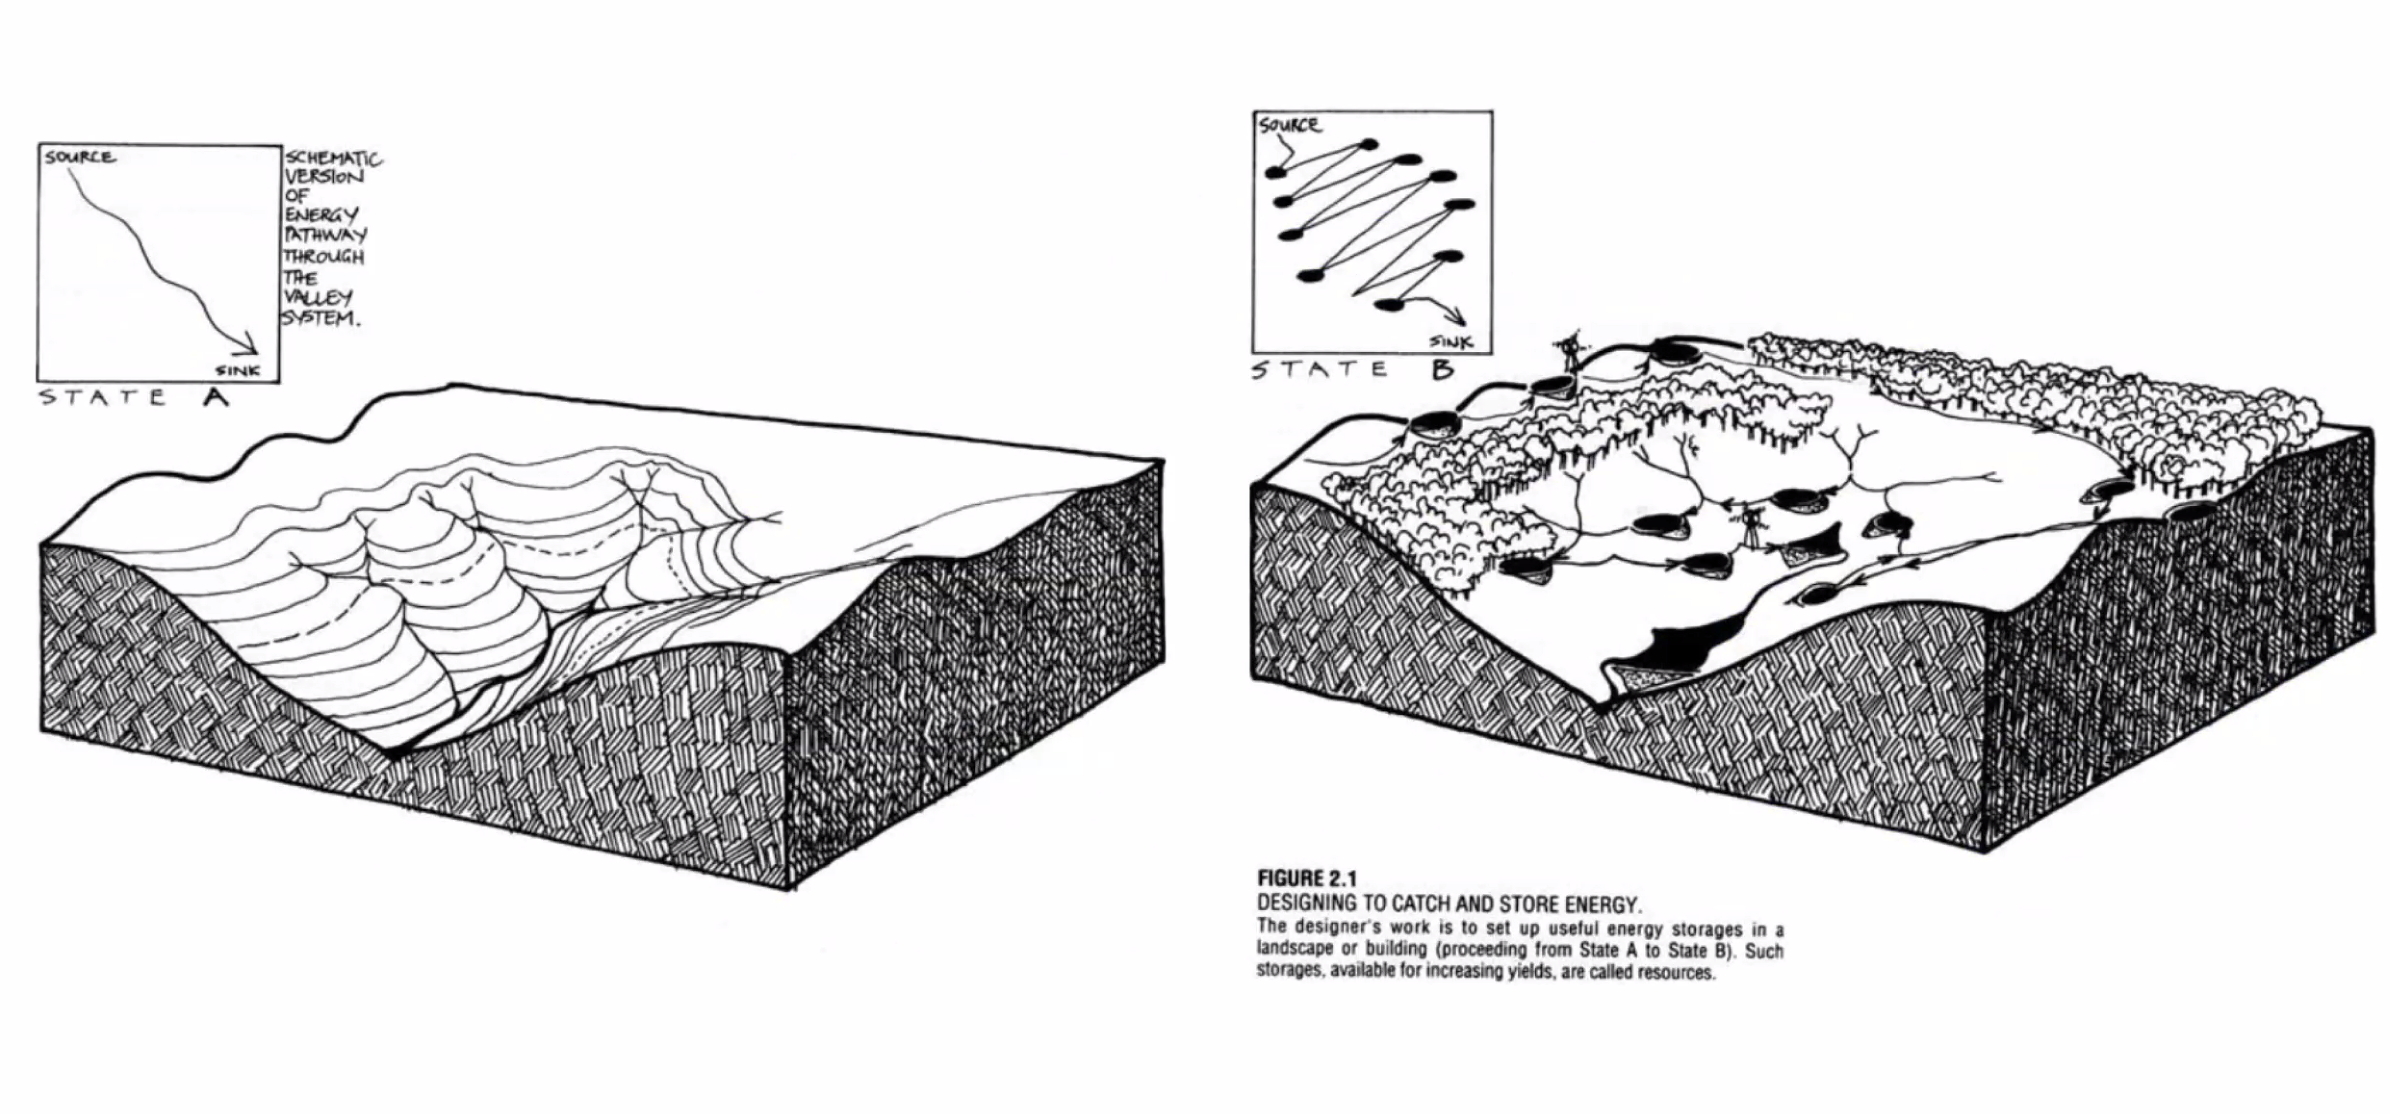 SOURCE
SCHEMATIC
VERSION
OF
ENERGY
PATHWAY
THROUGH
THE
VALLEY
SYSTEM.
SINK
STATE A
SOURCE
SINK
STATE B
FIGURE 2.1
DESIGNING TO CATCH AND STORE ENERGY.
The designer's work is to set up useful energy storages in a
landscape or building (proceeding from State A to State B). Such
storages, available for increasing yields, are called resources.